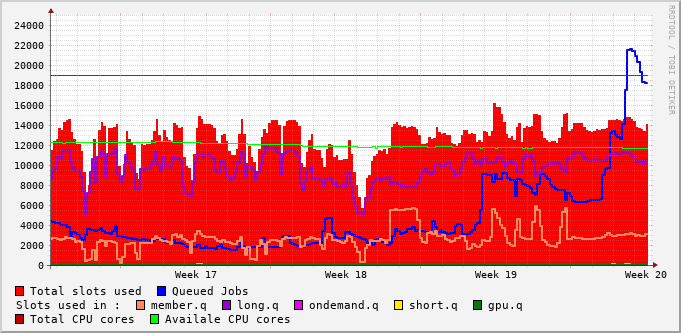 RRDTOOL / TOBI OETIKER
24000
22000
20000
18000
16000
14000
12000
10000
8000
6000
4000
2000
0
Week 17 Week 18 Week 19 Week 20
Total slots used Queued Jobs
Slots used in : member.q long.q ondemand.q short.q gpu.q
Total CPU cores Availale CPU cores